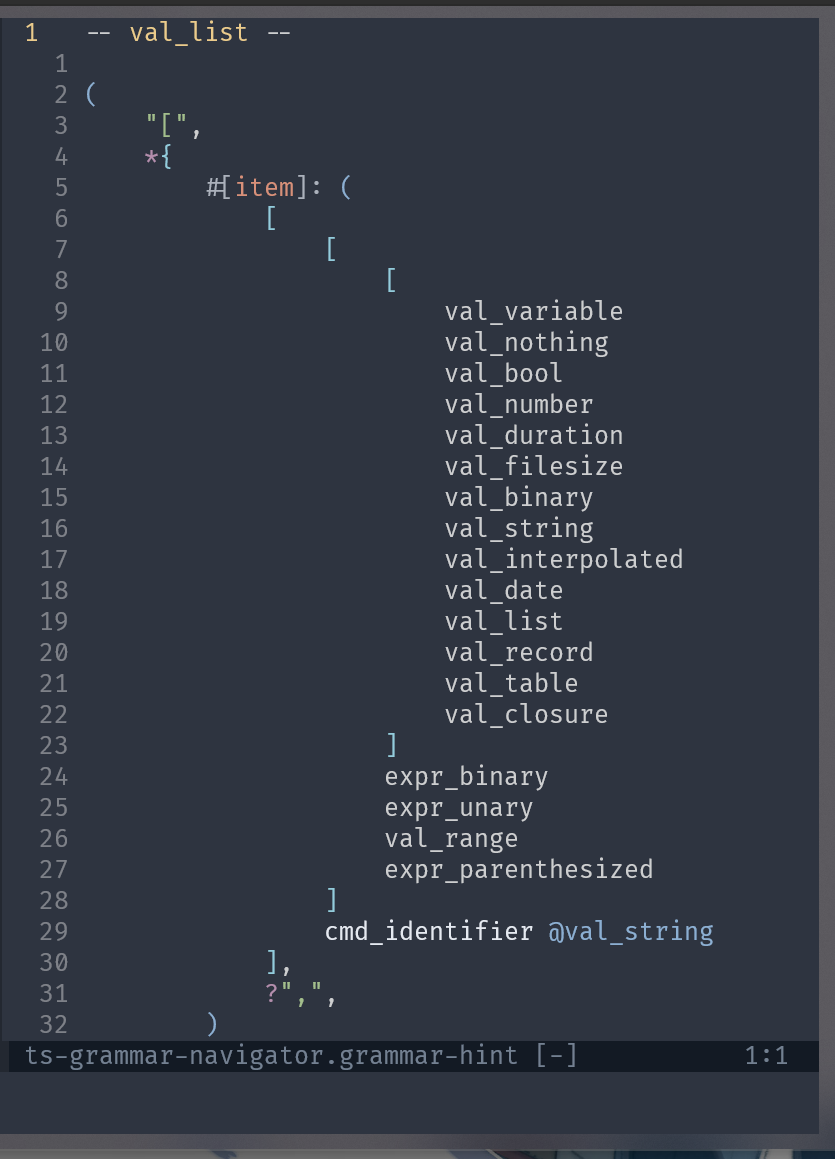 1   -- val_list --
  1
  2 (
  3     "[",
  4     *{
  5         #[item]: (
  6             [
  7                 [
  8                     [
  9                         val_variable
 10                         val_nothing
 11                         val_bool
 12                         val_number
 13                         val_duration
 14                         val_filesize
 15                         val_binary
 16                         val_string
 17                         val_interpolated
 18                         val_date
 19                         val_list
 20                         val_record
 21                         val_table
 22                         val_closure
 23                     ]
 24                     expr_binary
 25                     expr_unary
 26                     val_range
 27                     expr_parenthesized
 28                 ]
 29                 cmd_identifier @val_string
 30             ],
 31             ?",",
 32         )
ts-grammar-navigator.grammar-hint [-]               1:1